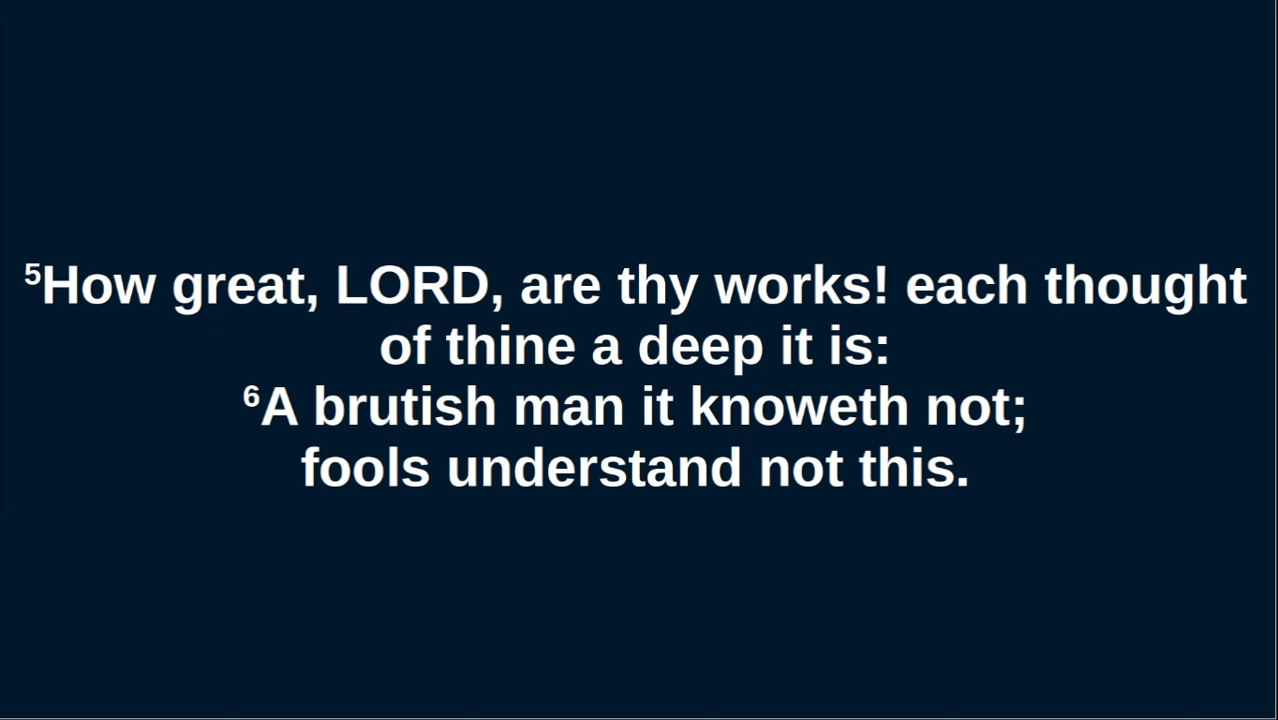 ⁵How great, LORD, are thy works! each thought
of thine a deep it is:
⁶A brutish man it knoweth not;
fools understand not this.